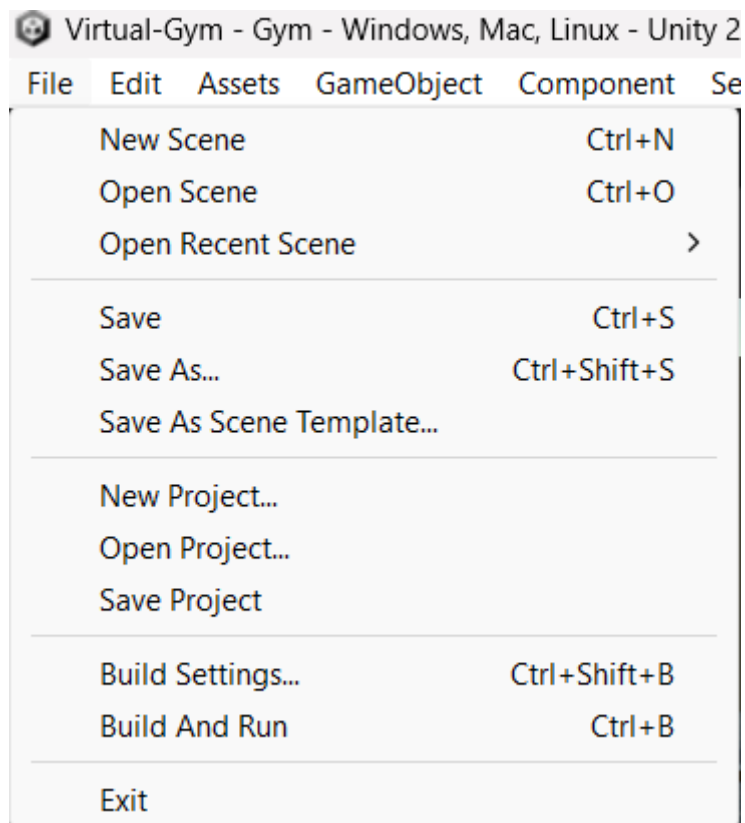 Virtual-Gym - Gym - Windows, Mac, Linux - Unity 2
File Edit Assets GameObject Component Se
New Scene Ctrl+N
Open Scene Ctrl+O
Open Recent Scene >
Save Ctrl+S
Save As... Ctrl+Shift+S
Save As Scene Template...
New Project...
Open Project...
Save Project
Build Settings... Ctrl+Shift+B
Build And Run Ctrl+B
Exit